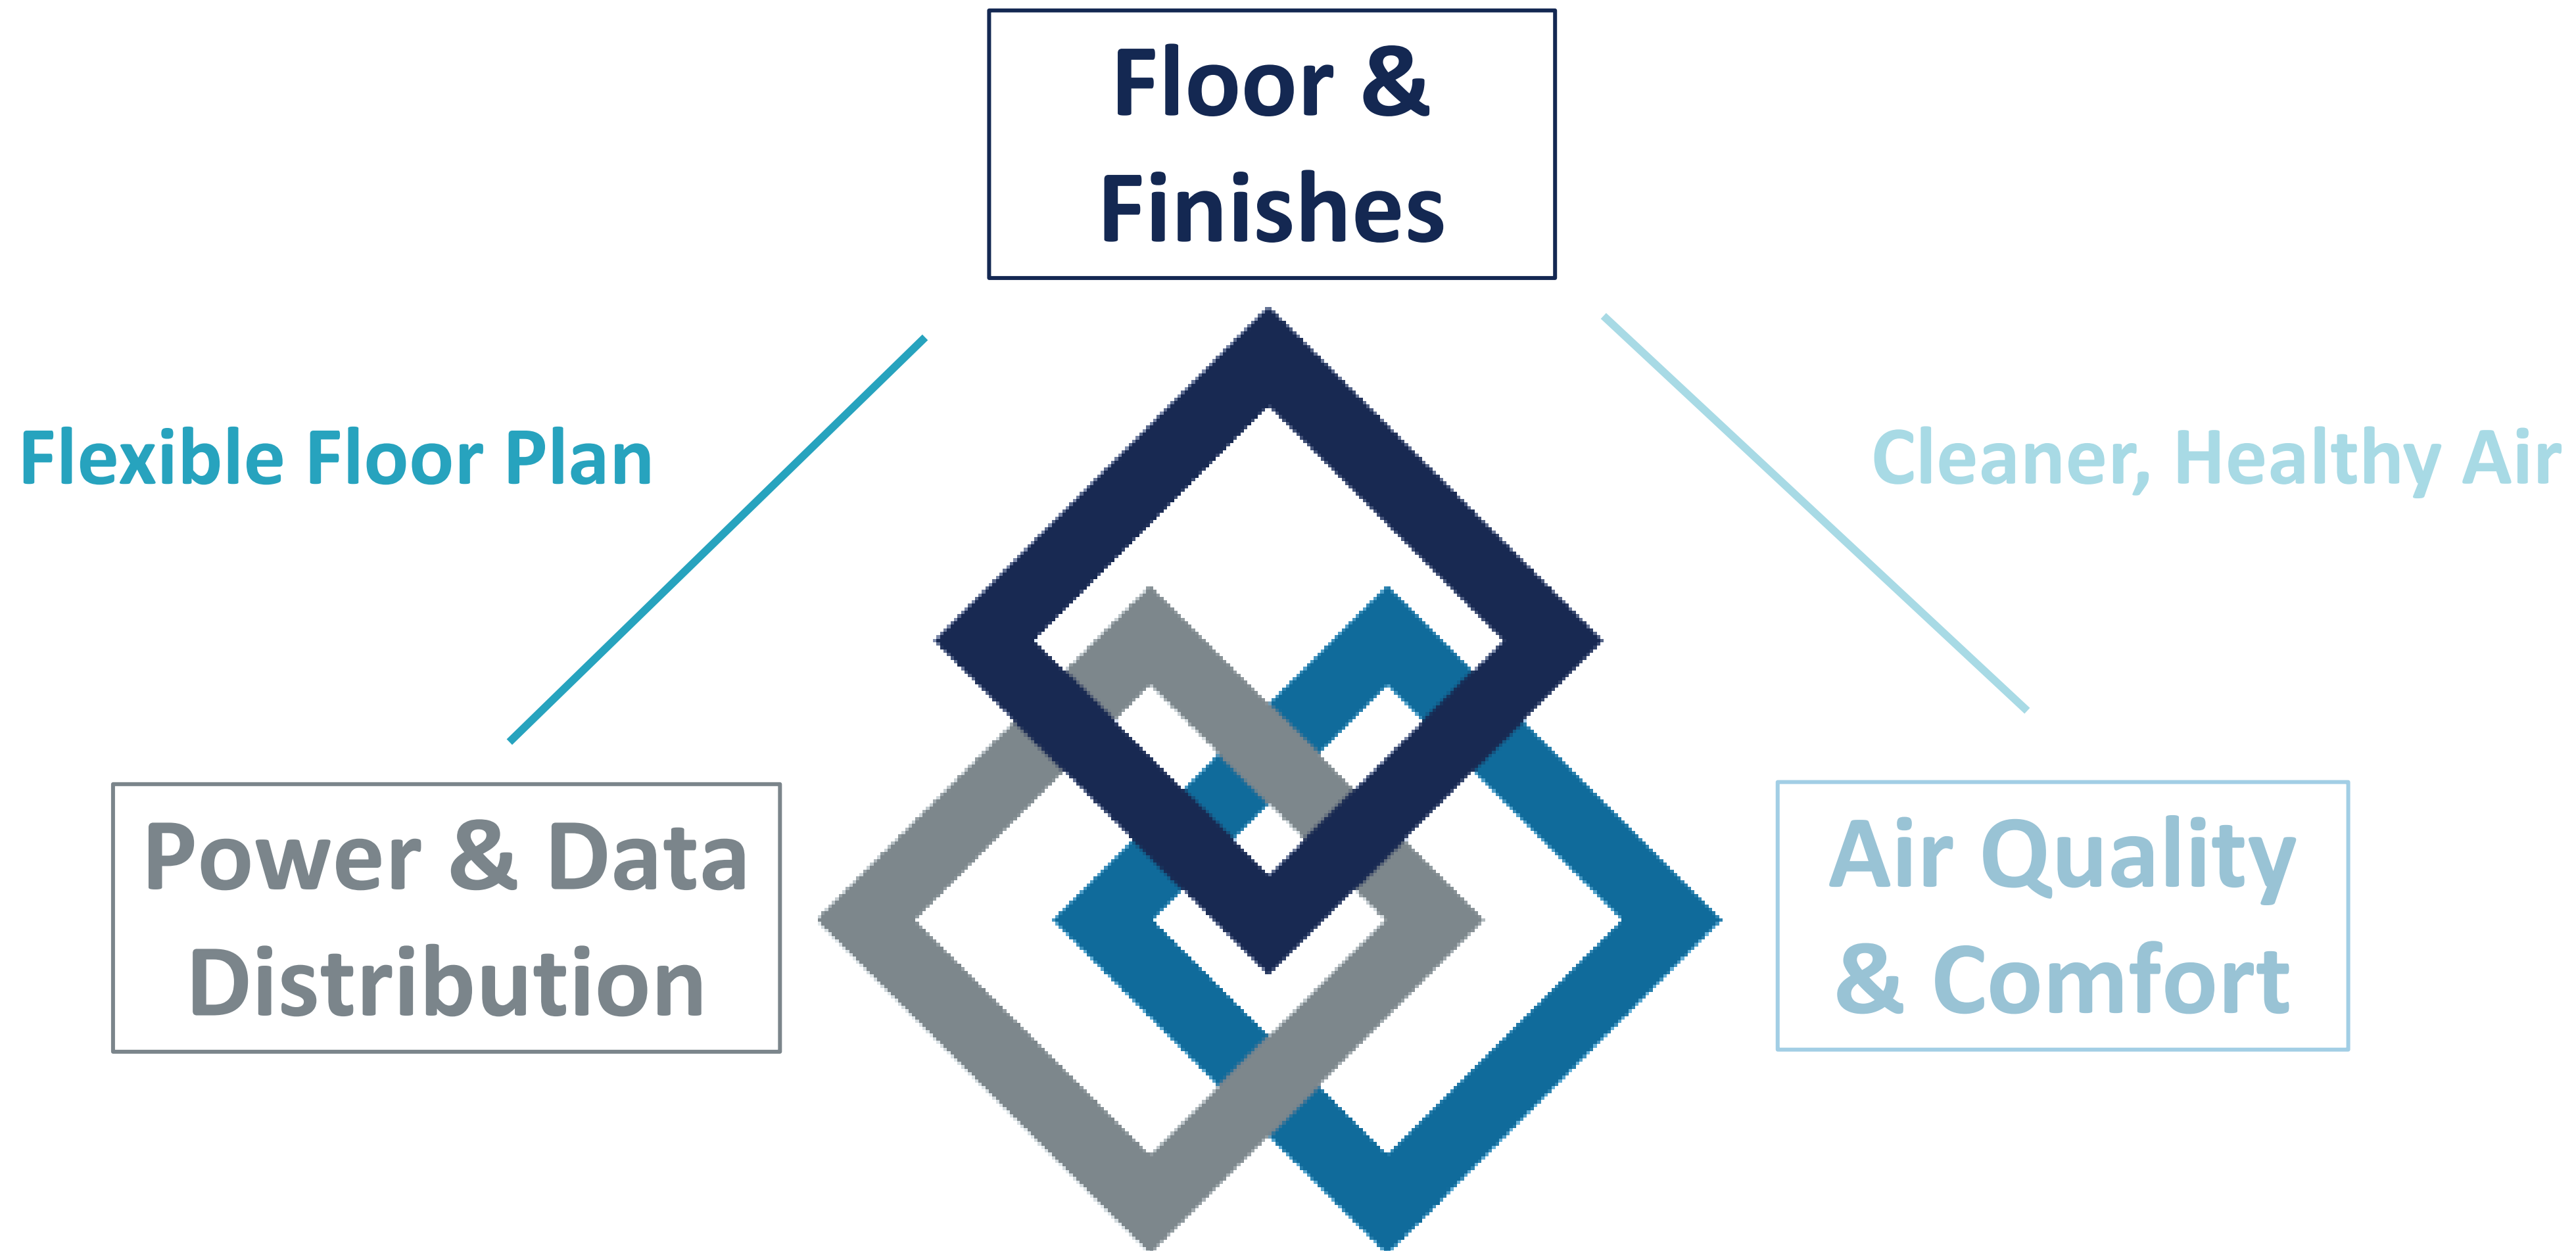 Floor &
Finishes
Flexible Floor Plan
Cleaner, Healthy Air
Power & Data
Distribution
Air Quality
& Comfort